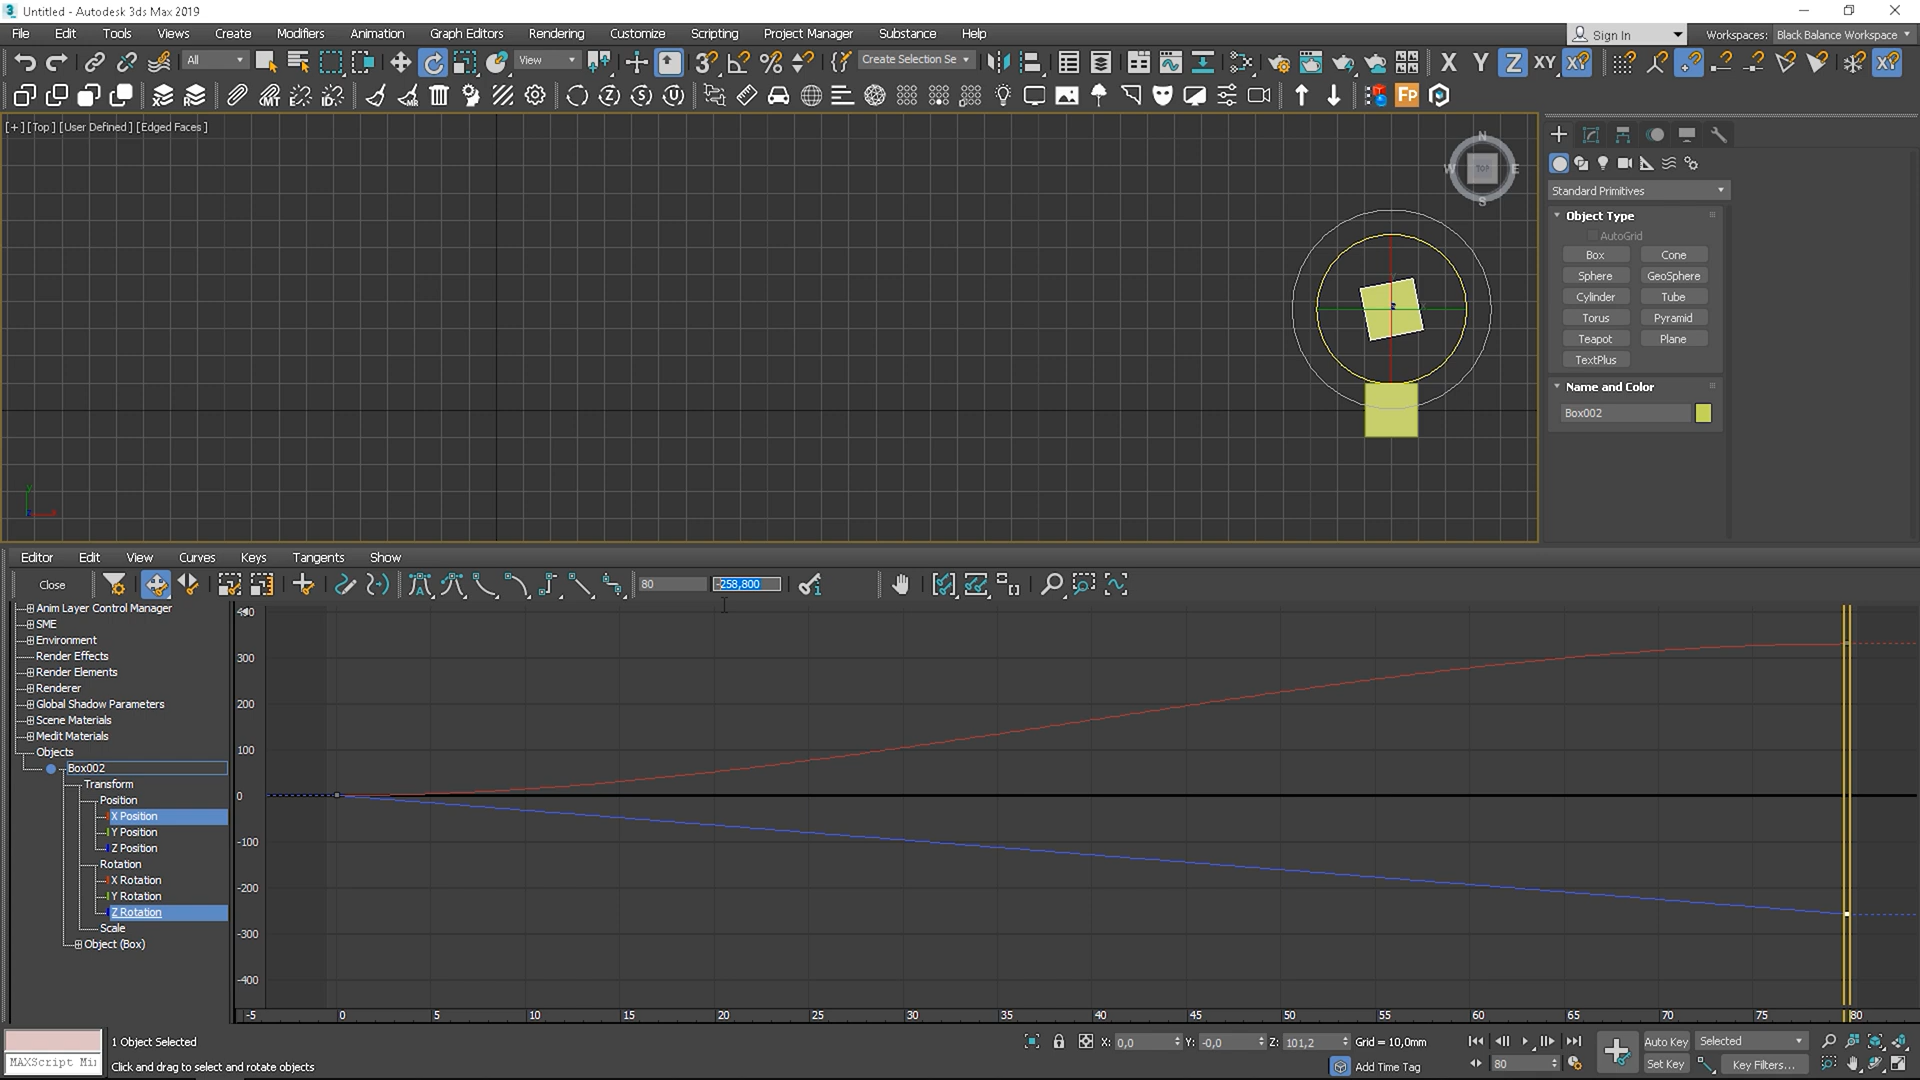 3 Untitled - Autodesk 3ds Max 2019
File Edit Tools Views Create Modifiers Animation Graph Editors Rendering Customize Scripting Project Manager Substance Help Sign In Workspaces: Black Balance Workspace
All View Create Selection Se X Y Z XY
[+] [Top] [User Defined] [Edged Faces]
N
W TOP E
S
Standard Primitives
Object Type
AutoGrid
Box Cone
Sphere GeoSphere
Cylinder Tube
Torus Pyramid
Teapot Plane
TextPlus
Name and Color
Box002
Editor Edit View Curves Keys Tangents Show
Close 80 -258,800
Anim Layer Control Manager
SME
Environment
Render Effects
Render Elements
Renderer
Global Shadow Parameters
Scene Materials
Medit Materials
Objects
Box002
Transform
Position
X Position
Y Position
Z Position
Rotation
X Rotation
Y Rotation
Z Rotation
Scale
Object (Box)
300
200
100
0
-100
-200
-300
-400
-5 0 5 10 15 20 25 30 35 40 45 50 55 60 65 70 75 80
1 Object Selected X: 0,0 Y: -0,0 Z: 101,2 Grid = 10,0mm Auto Key Selected
MAXScript Mi Click and drag to select and rotate objects Add Time Tag 80 Set Key Key Filters...